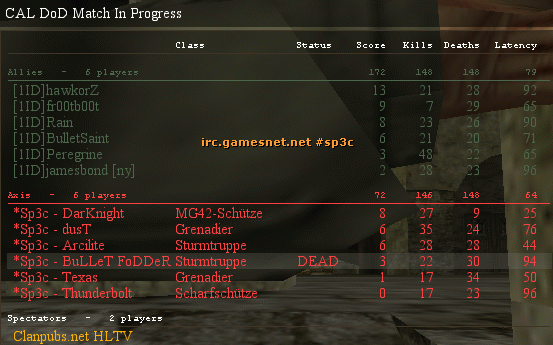 CAL DoD Match In Progress
Class Status Score Kills Deaths Latency
Allies - 6 players 172 148 148 79
[1ID]hawkorZ 13 21 28 92
[1ID]fr00tb00t 9 7 29 65
[1ID]Rain 8 23 26 90
[1ID]BulletSaint 6 21 20 71
irc.gamesnet.net #sp3c
[1ID]Peregrine 3 48 22 65
[1ID]jamesbond [ny] 2 28 23 96
Axis - 6 players 72 146 148 64
*Sp3c - DarKnight MG42-Schütze 8 27 9 25
*Sp3c - dusT Grenadier 6 35 24 76
*Sp3c - Arcilite Sturmtruppe 6 28 28 44
*Sp3c - BuLLeT FoDDeR Sturmtruppe DEAD 3 22 30 94
*Sp3c - Texas Grenadier 1 17 34 50
*Sp3c - Thunderbolt Scharfschütze 0 17 23 96
Spectators - 2 players
Clanpubs.net HLTV